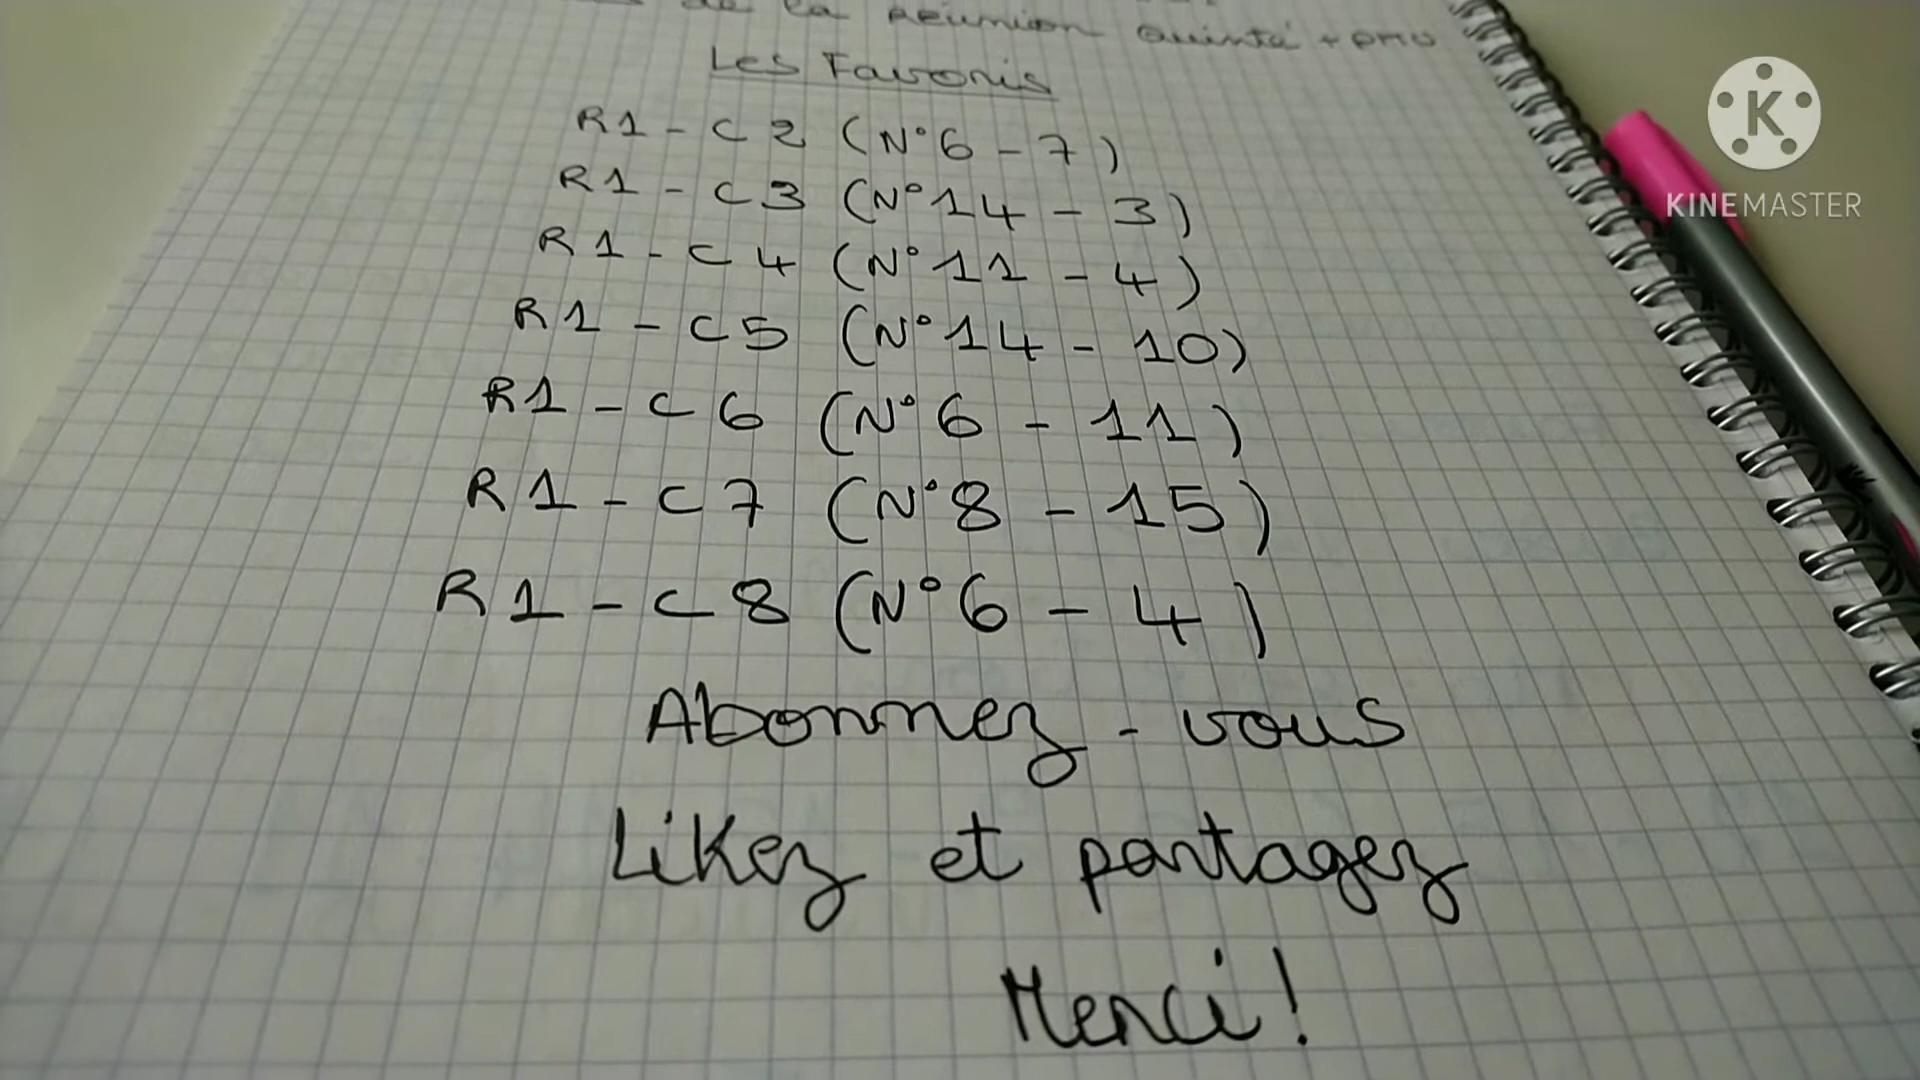 de la Réunion Quinté + PMU
Les Favoris
R1 - C2 (N°6 - 7)
R1 - C3 (N°14 - 3)
R1 - C4 (N°11 - 4)
R1 - C5 (N°14 - 10)
R1 - C6 (N°6 - 11)
R1 - C7 (N°8 - 15)
R1 - C8 (N°6 - 4)
Abonnez - vous
Likez et partagez
Merci !
K
KINEMASTER